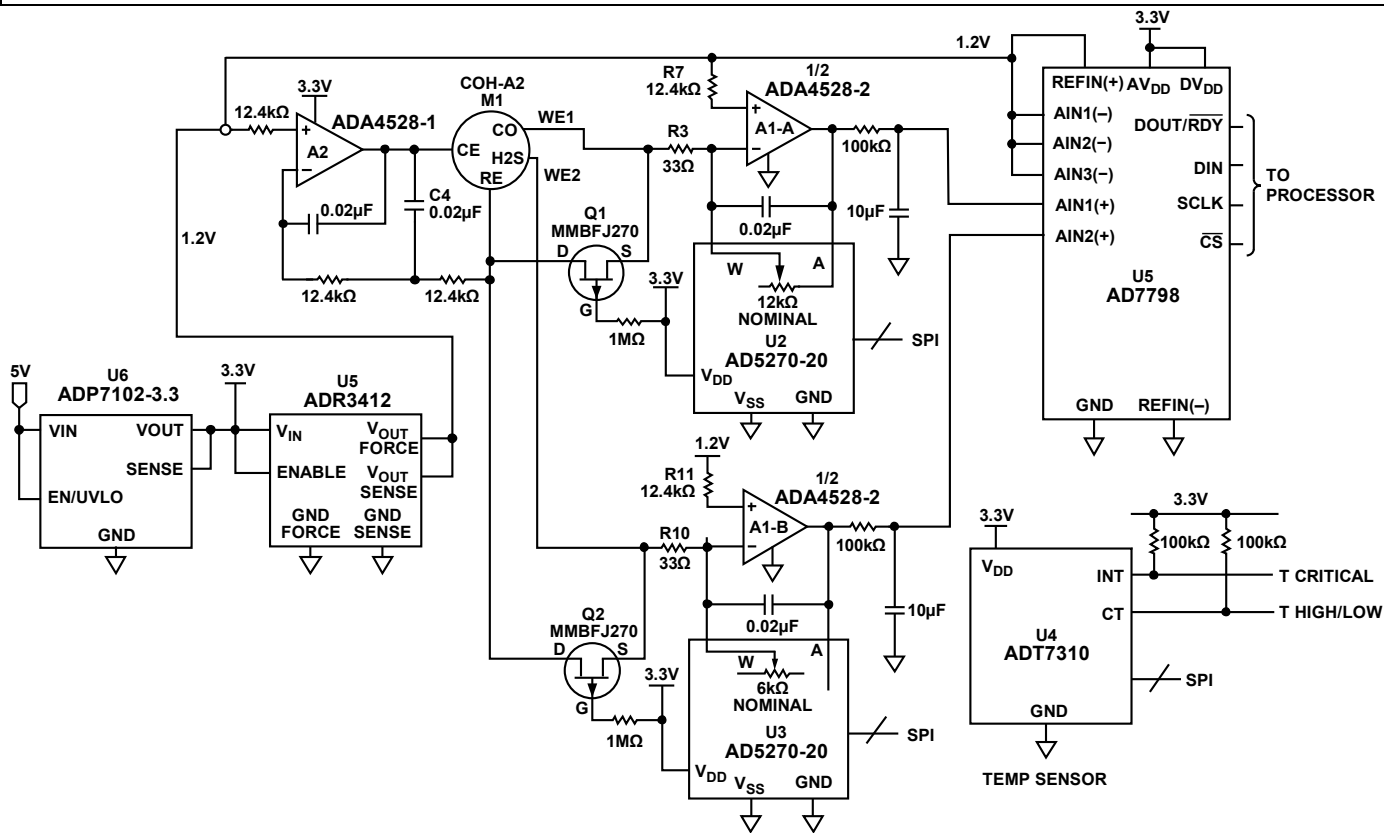 3.3V
1.2V
R7
12.4kΩ
1/2
ADA4528-2
+
A1-A
−
REFIN(+) AVDD DVDD
AIN1(−)
AIN2(−)
AIN3(−)
AIN1(+)
AIN2(+)
DOUT/RDY
DIN
SCLK
CS
TO
PROCESSOR
U5
AD7798
GND REFIN(−)
12.4kΩ
3.3V
ADA4528-1
+
A2
−
COH-A2
M1
CO
CE
H2S
RE
WE1
WE2
R3
33Ω
100kΩ
10µF
0.02µF
C4
0.02µF
0.02µF
1.2V
12.4kΩ
12.4kΩ
Q1
MMBFJ270
D
S
G
1MΩ
3.3V
W
A
12kΩ
NOMINAL
U2
AD5270-20
SPI
VDD
VSS
GND
5V
U6
ADP7102-3.3
VIN
VOUT
SENSE
EN/UVLO
GND
3.3V
U5
ADR3412
VIN
VOUT
FORCE
ENABLE
VOUT
SENSE
GND
FORCE
GND
SENSE
1.2V
R11
12.4kΩ
1/2
ADA4528-2
+
A1-B
−
R10
33Ω
100kΩ
10µF
0.02µF
Q2
MMBFJ270
D
S
G
1MΩ
3.3V
W
A
6kΩ
NOMINAL
U3
AD5270-20
SPI
VDD
VSS
GND
3.3V
3.3V
100kΩ
100kΩ
VDD
INT
T CRITICAL
CT
T HIGH/LOW
U4
ADT7310
SPI
GND
TEMP SENSOR